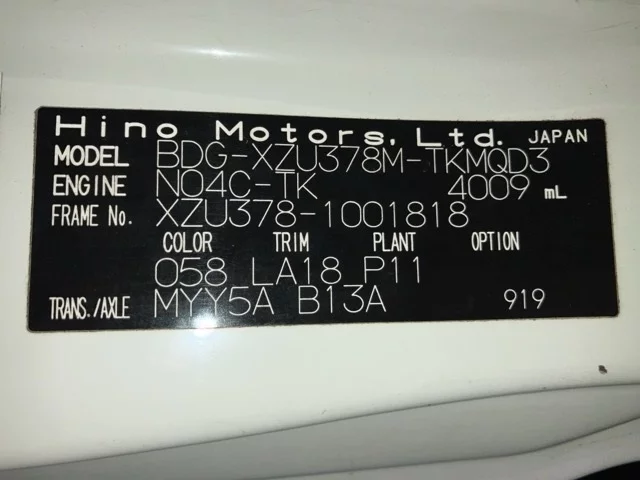 Hino Motors, Ltd. JAPAN
MODEL BDG-XZU378M-TKMQD3
ENGINE N04C-TK 4009 mL
FRAME No. XZU378-1001818
COLOR TRIM PLANT OPTION
058 LA18 P11
TRANS./AXLE MYY5A B13A 919